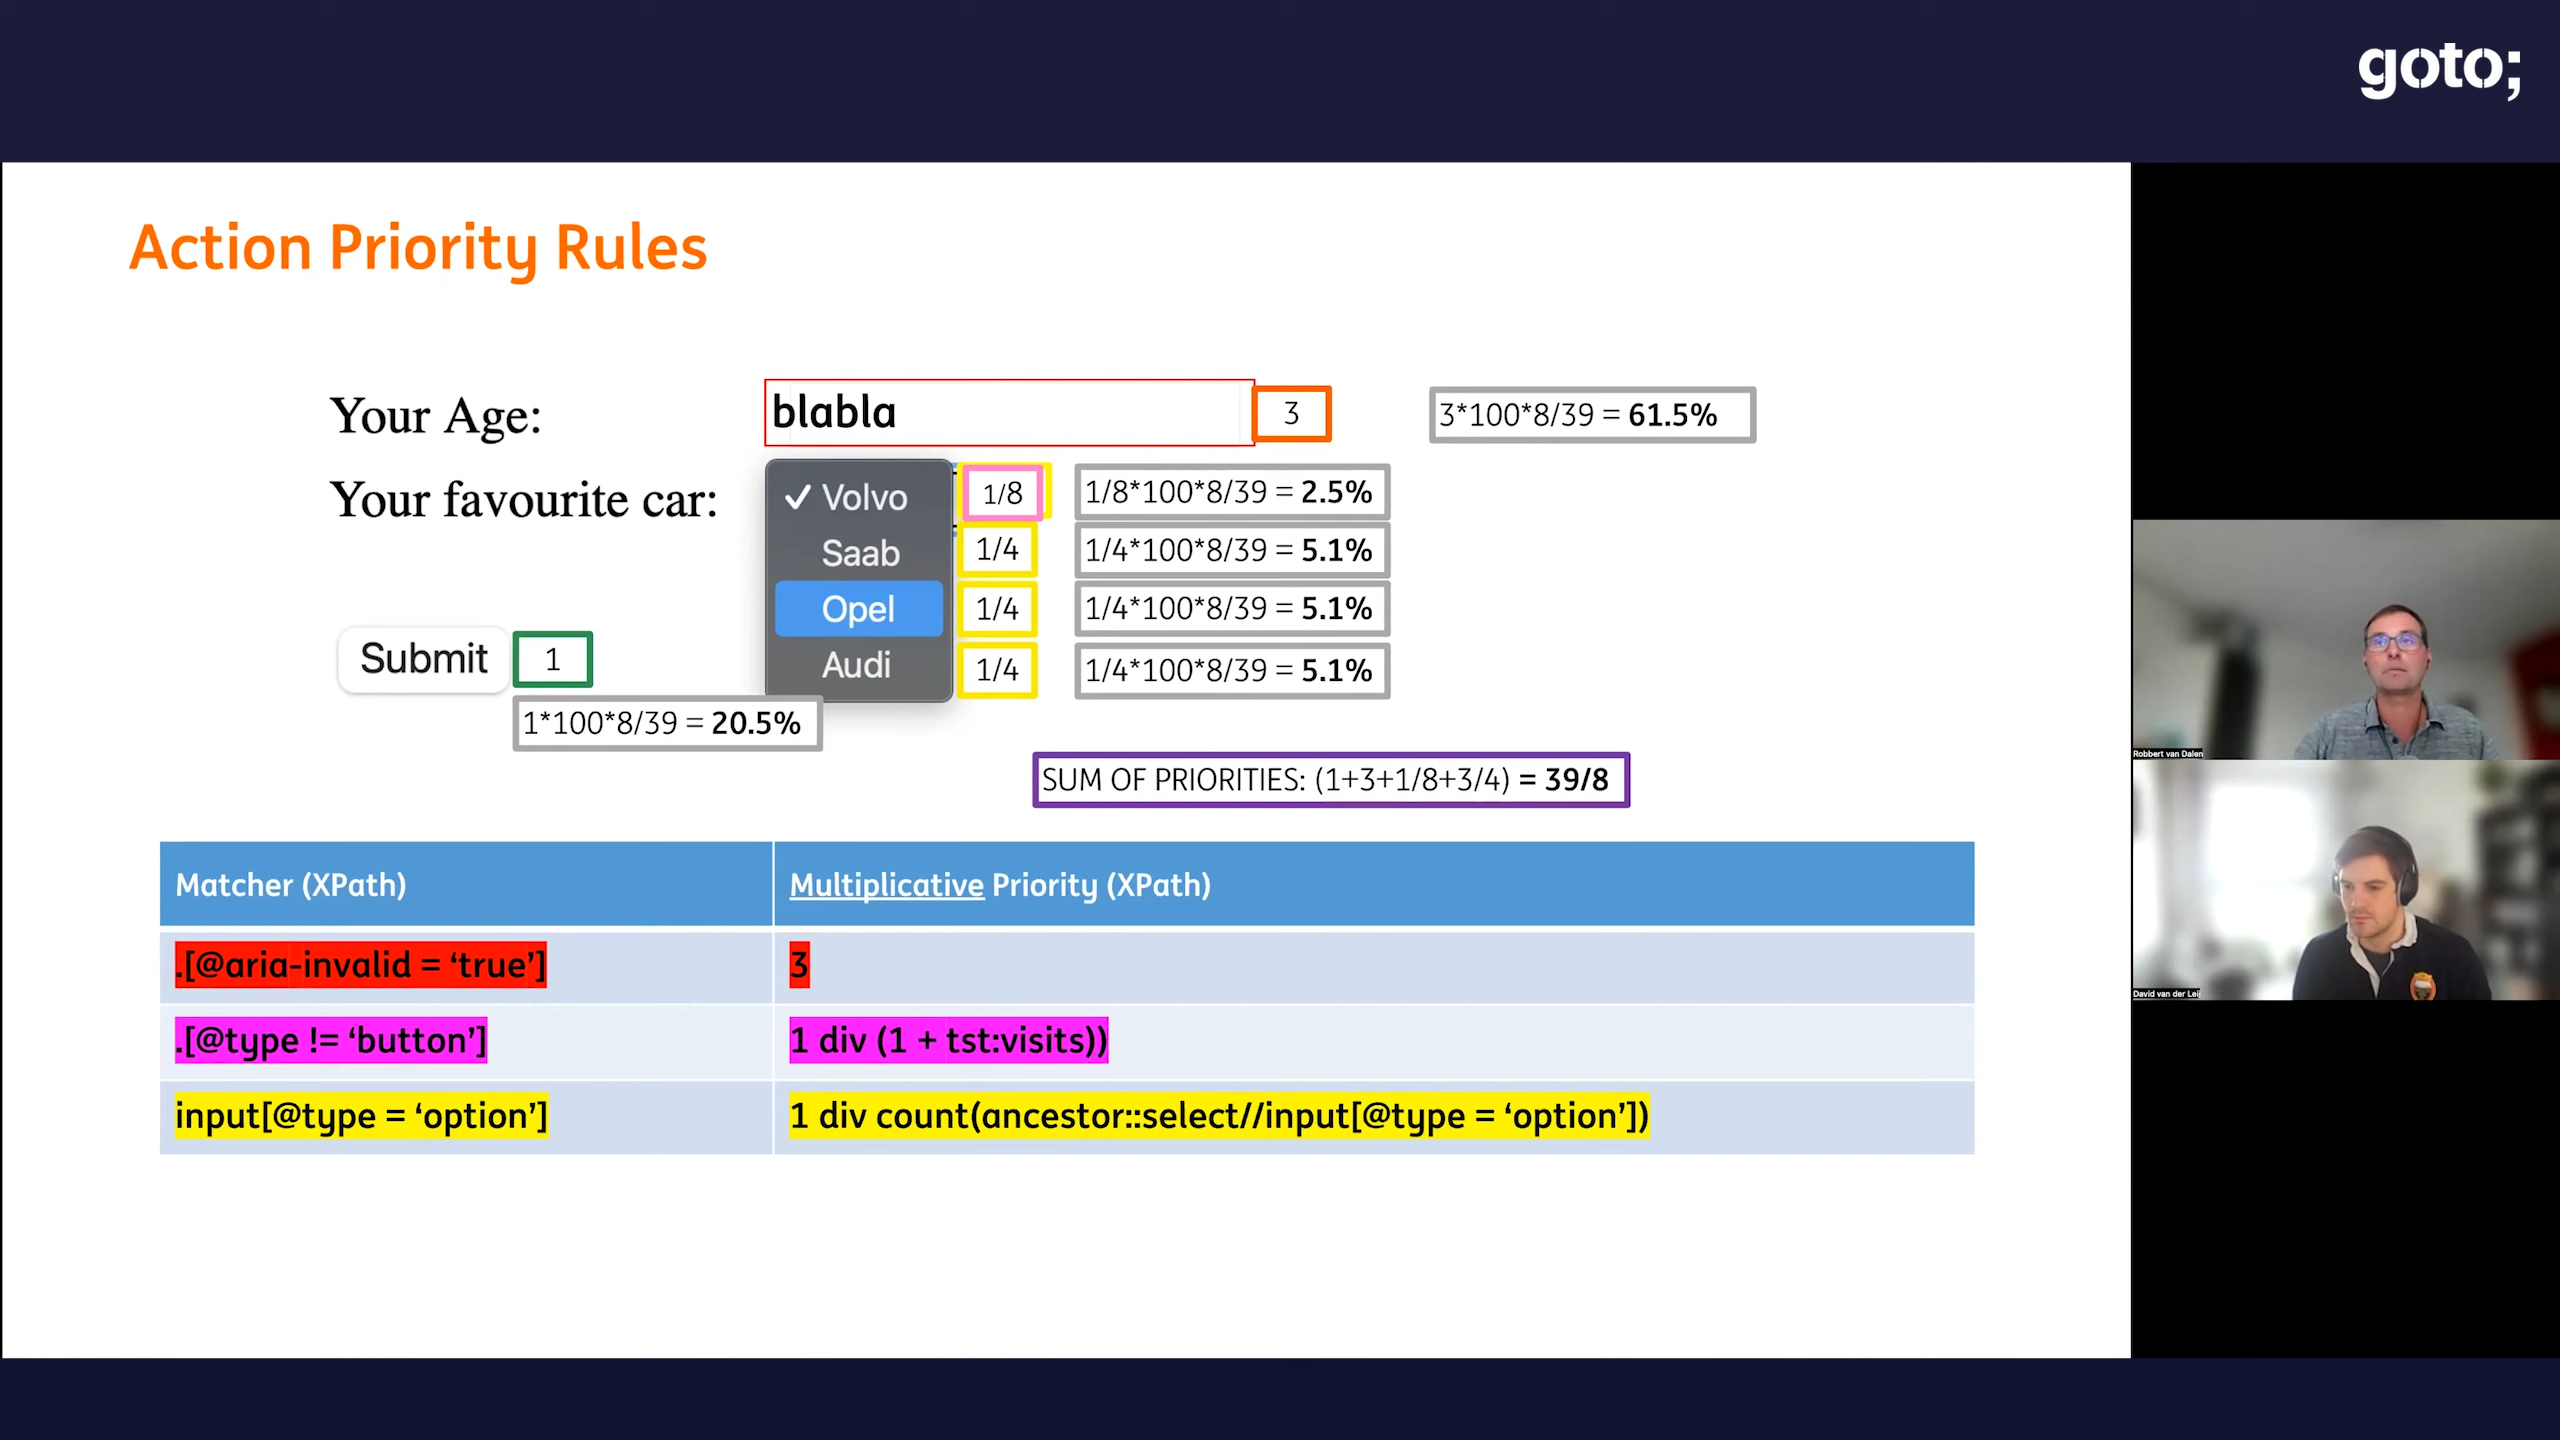 goto;
Action Priority Rules
Your Age:
blabla
3
3*100*8/39 = 61.5%
Your favourite car:
✓ Volvo
1/8
1/8*100*8/39 = 2.5%
Saab
1/4
1/4*100*8/39 = 5.1%
Opel
1/4
1/4*100*8/39 = 5.1%
Audi
1/4
1/4*100*8/39 = 5.1%
Submit
1
1*100*8/39 = 20.5%
SUM OF PRIORITIES: (1+3+1/8+3/4) = 39/8
Matcher (XPath)
Multiplicative Priority (XPath)
.[@aria-invalid = ‘true’]
3
.[@type != ‘button’]
1 div (1 + tst:visits))
input[@type = ‘option’]
1 div count(ancestor::select//input[@type = ‘option’])
Robbert van Dalen
David van der Leij